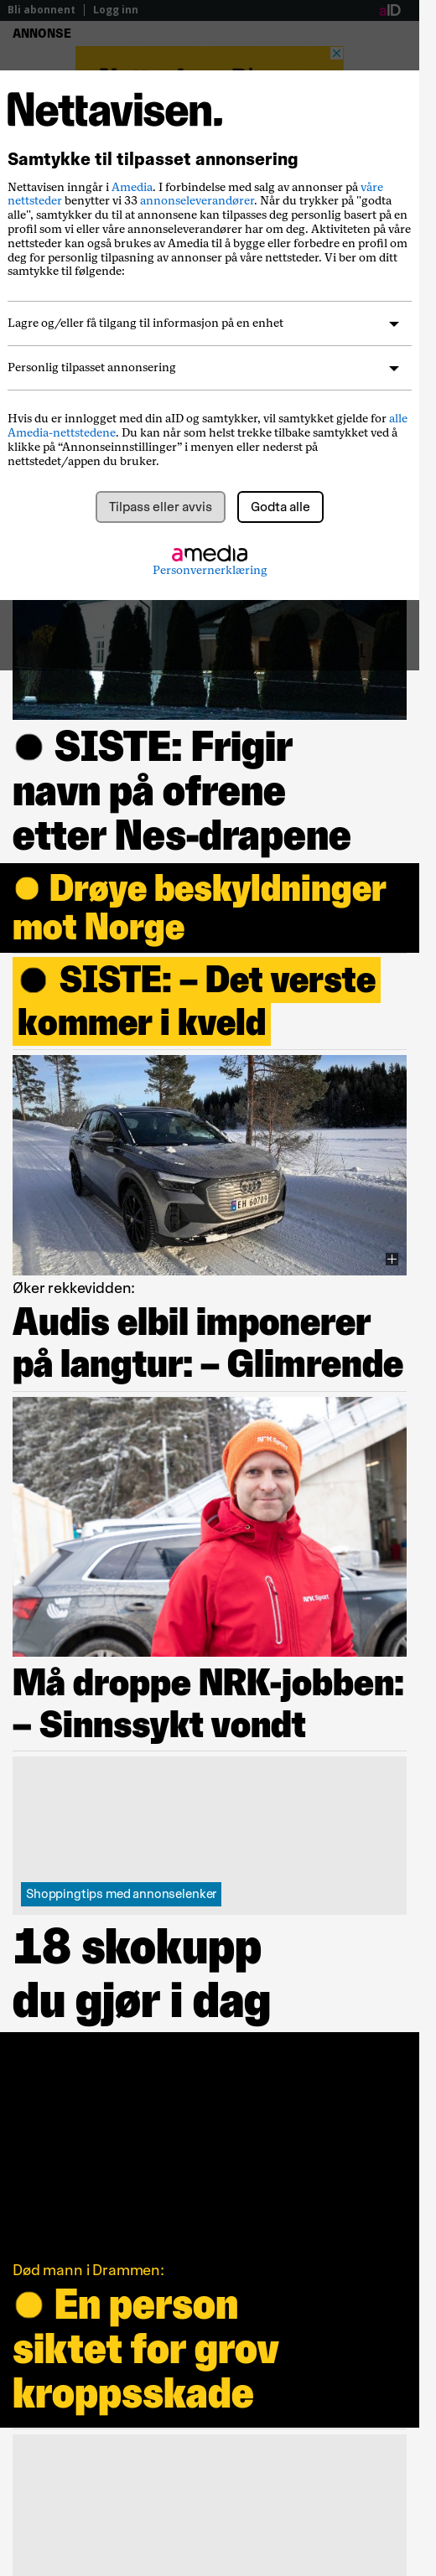 Bli abonnent
Logg inn
aID
ANNONSE
Nettavisen.
Samtykke til tilpasset annonsering
Nettavisen inngår i Amedia. I forbindelse med salg av annonser på våre
nettsteder benytter vi 33 annonseleverandører. Når du trykker på "godta
alle", samtykker du til at annonsene kan tilpasses deg personlig basert på en
profil som vi eller våre annonseleverandører har om deg. Aktiviteten på våre
nettsteder kan også brukes av Amedia til å bygge eller forbedre en profil om
deg for personlig tilpasning av annonser på våre nettsteder. Vi ber om ditt
samtykke til følgende:
Lagre og/eller få tilgang til informasjon på en enhet
Personlig tilpasset annonsering
Hvis du er innlogget med din aID og samtykker, vil samtykket gjelde for alle
Amedia-nettstedene. Du kan når som helst trekke tilbake samtykket ved å
klikke på “Annonseinnstillinger” i menyen eller nederst på
nettstedet/appen du bruker.
Tilpass eller avvis
Godta alle
amedia
Personvernerklæring
SISTE: Frigir
navn på ofrene
etter Nes-drapene
Drøye beskyldninger
mot Norge
SISTE: – Det verste
kommer i kveld
EH 60700
Øker rekkevidden:
Audis elbil imponerer
på langtur: – Glimrende
NRK Sport
NRK Sport
Må droppe NRK-jobben:
– Sinnssykt vondt
Shoppingtips med annonselenker
18 skokupp
du gjør i dag
Død mann i Drammen:
En person
siktet for grov
kroppsskade